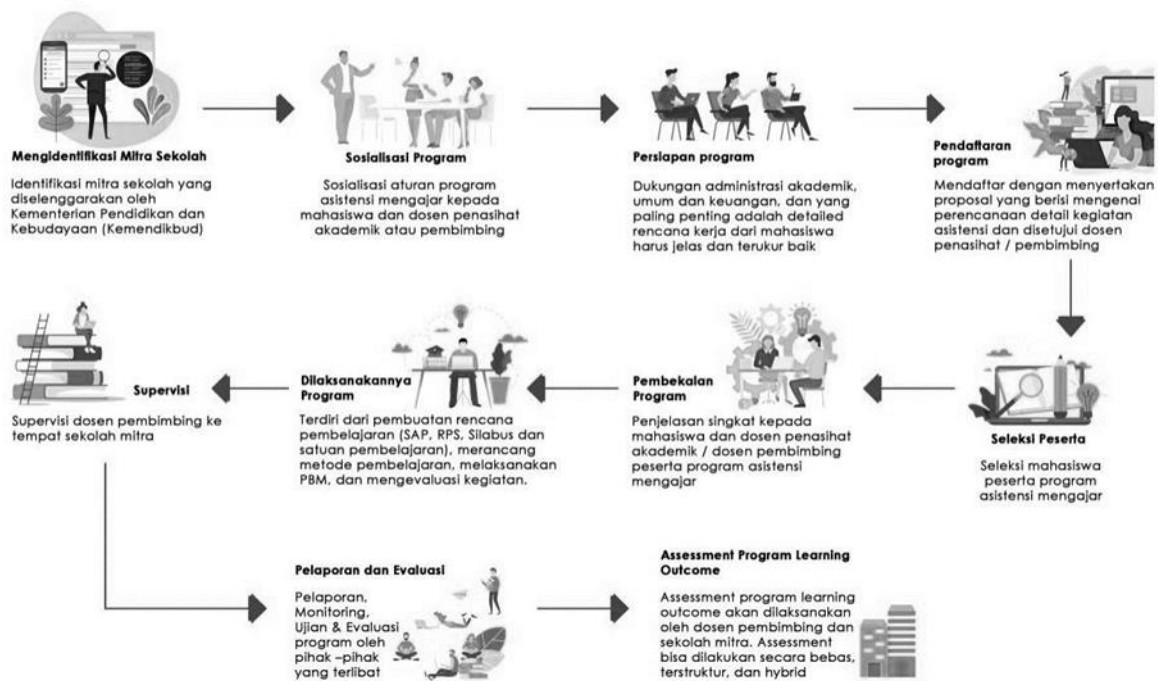 Mengidentifikasi Mitra Sekolah
Identifikasi mitra sekolah yang
diselenggarakan oleh
Kementerian Pendidikan dan
Kebudayaan (Kemendikbud)
Sosialisasi Program
Sosialisasi aturan program
asistensi mengajar kepada
mahasiswa dan dosen penasihat
akademik atau pembimbing
Persiapan program
Dukungan administrasi akademik,
umum dan keuangan, dan yang
paling penting adalah detailed
rencana kerja dari mahasiswa
harus jelas dan terukur baik
Pendaftaran
program
Mendaftar dengan menyertakan
proposal yang berisi mengenai
perencanaan detail kegiatan
asistensi dan disetujui dosen
penasihat / pembimbing
Seleksi Peserta
Seleksi mahasiswa
peserta program
asistensi mengajar
Pembekalan
Program
Penjelasan singkat kepada
mahasiswa dan dosen penasihat
akademik / dosen pembimbing
peserta program asistensi
mengajar
Dilaksanakannya
Program
Terdiri dari pembuatan rencana
pembelajaran (SAP, RPS, Silabus dan
satuan pembelajaran), merancang
metode pembelajaran, melaksanakan
PBM, dan mengevaluasi kegiatan.
Supervisi
Supervisi dosen pembimbing ke
tempat sekolah mitra
Pelaporan dan Evaluasi
Pelaporan,
Monitoring,
Ujian & Evaluasi
program oleh
pihak –pihak
yang terlibat
Assessment Program Learning
Outcome
Assessment program learning
outcome akan dilaksanakan
oleh dosen pembimbing dan
sekolah mitra. Assessment
bisa dilakukan secara bebas,
terstruktur, dan hybrid